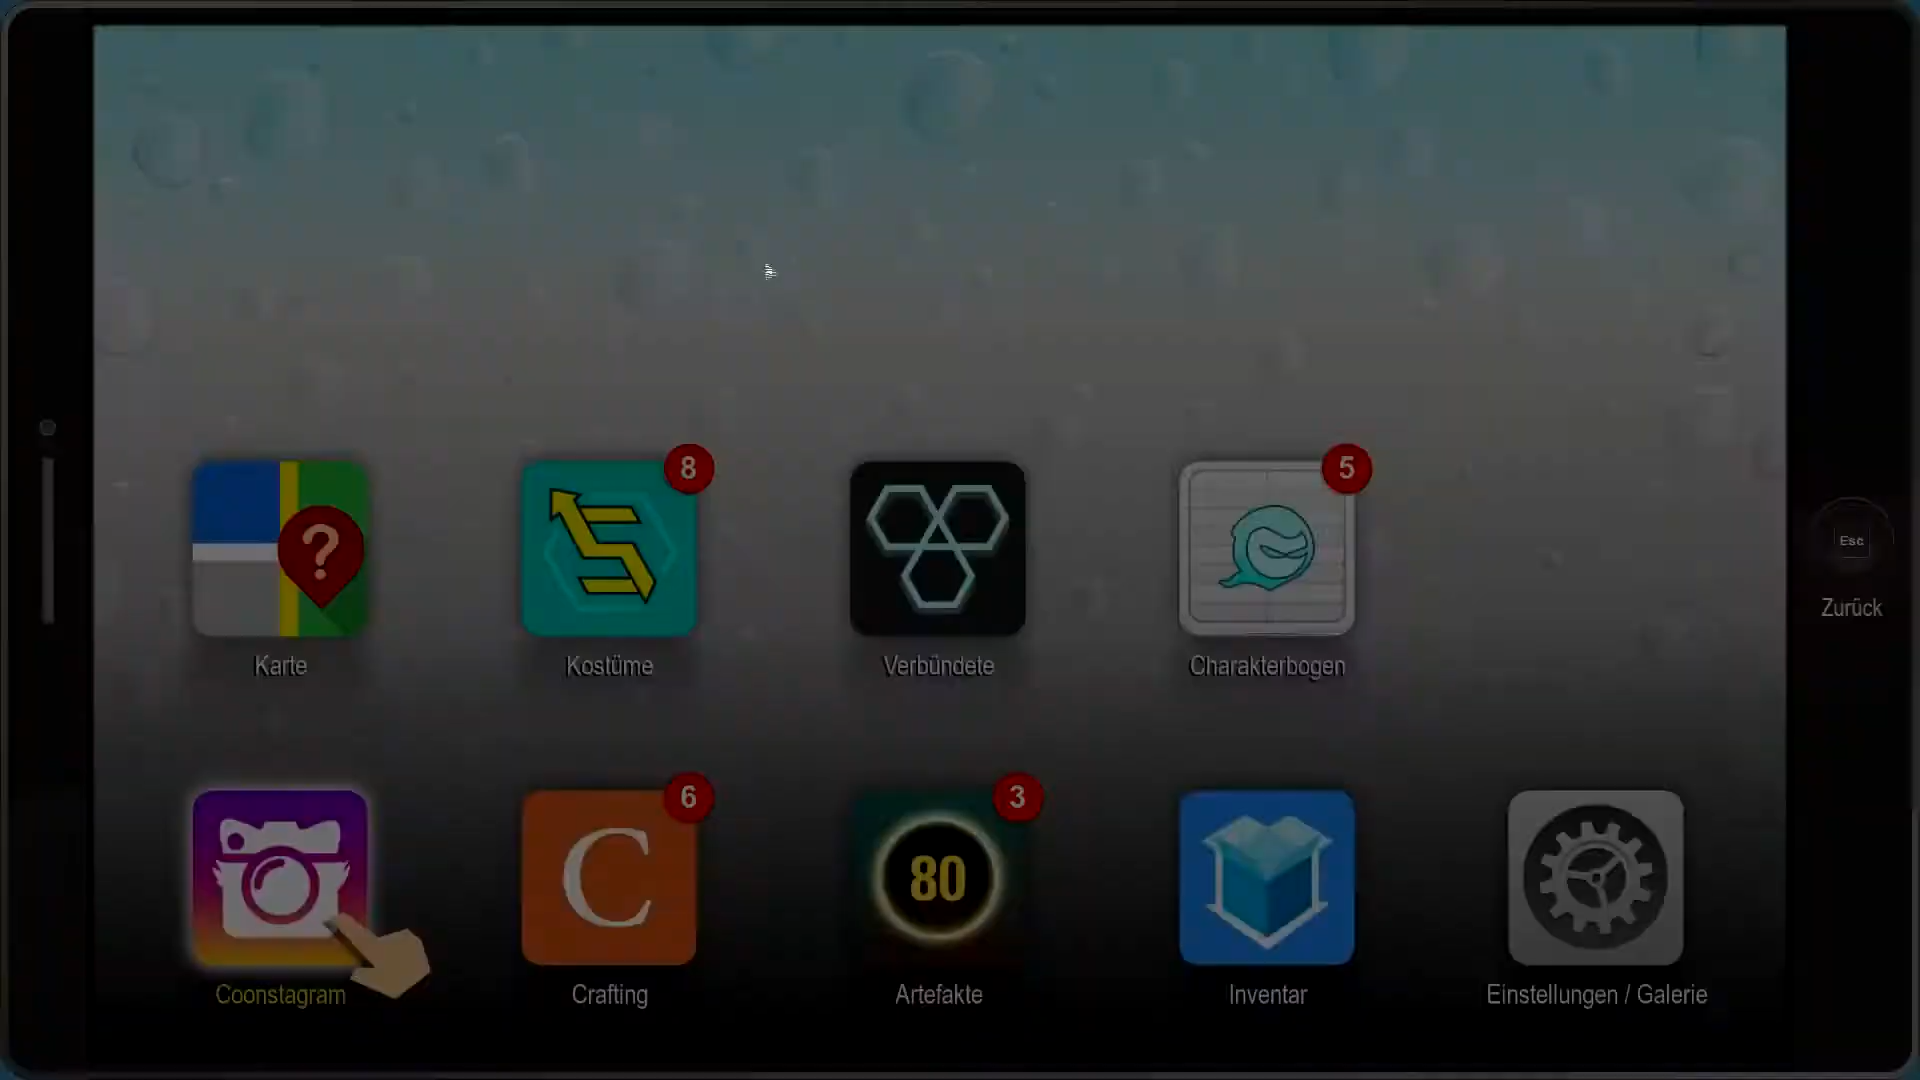 ?
8
5
Karte
Kostüme
Verbündete
Charakterbogen
Esc
Zurück
6
3
C
80
Coonstagram
Crafting
Artefakte
Inventar
Einstellungen / Galerie